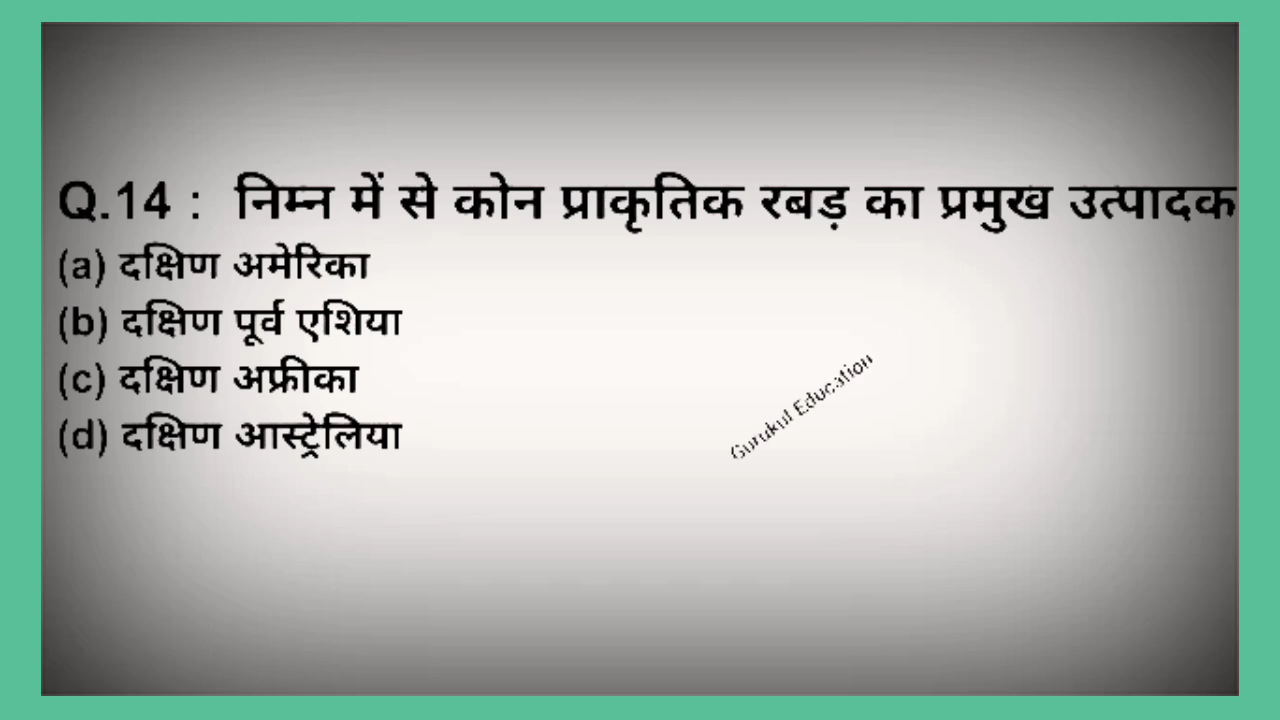 Q.14 : निम्न में से कोन प्राकृतिक रबड़ का प्रमुख उत्पादक
(a) दक्षिण अमेरिका
(b) दक्षिण पूर्व एशिया
(c) दक्षिण अफ्रीका
(d) दक्षिण आस्ट्रेलिया
Gurukul Education